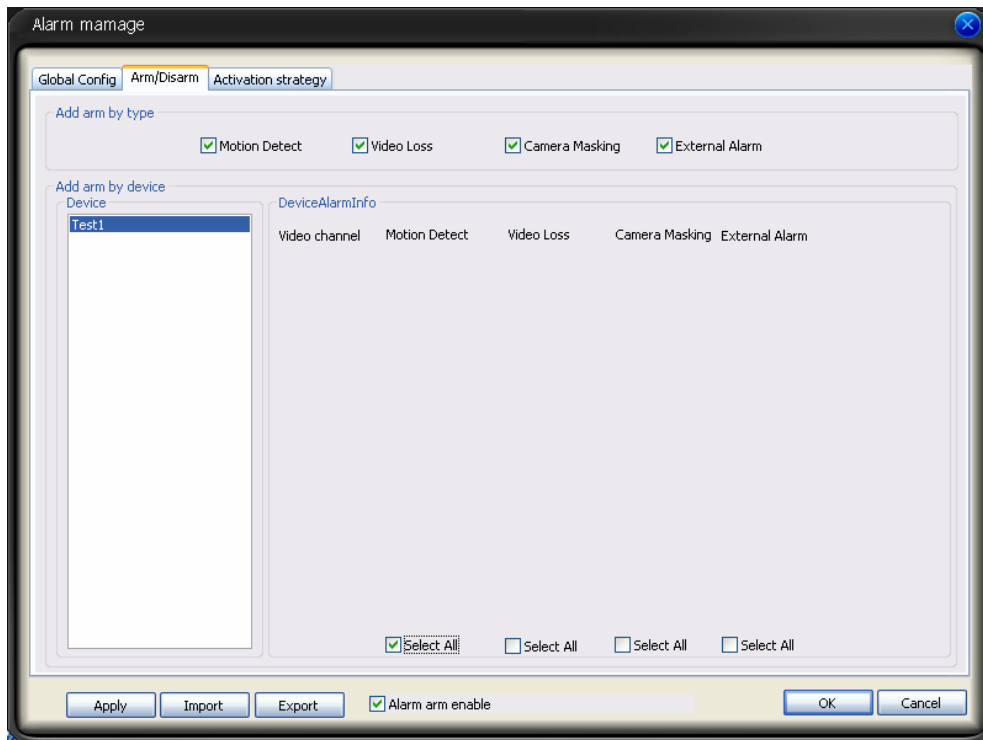 Alarm mamage
Global Config Arm/Disarm Activation strategy
Add arm by type
Motion Detect Video Loss Camera Masking External Alarm
Add arm by device
Device DeviceAlarmInfo
Test1
Video channel Motion Detect Video Loss Camera Masking External Alarm
Select All Select All Select All Select All
Apply Import Export Alarm arm enable OK Cancel